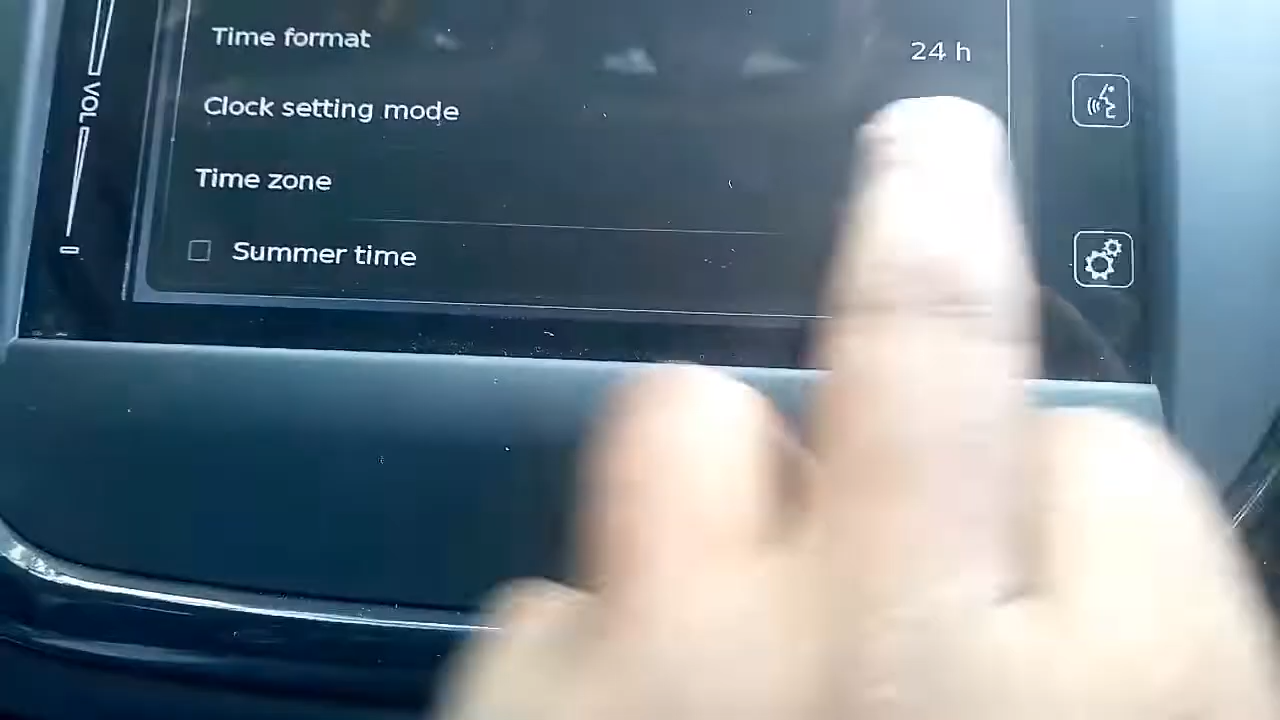 Time format
24 h
Clock setting mode
Time zone
Summer time
VOL